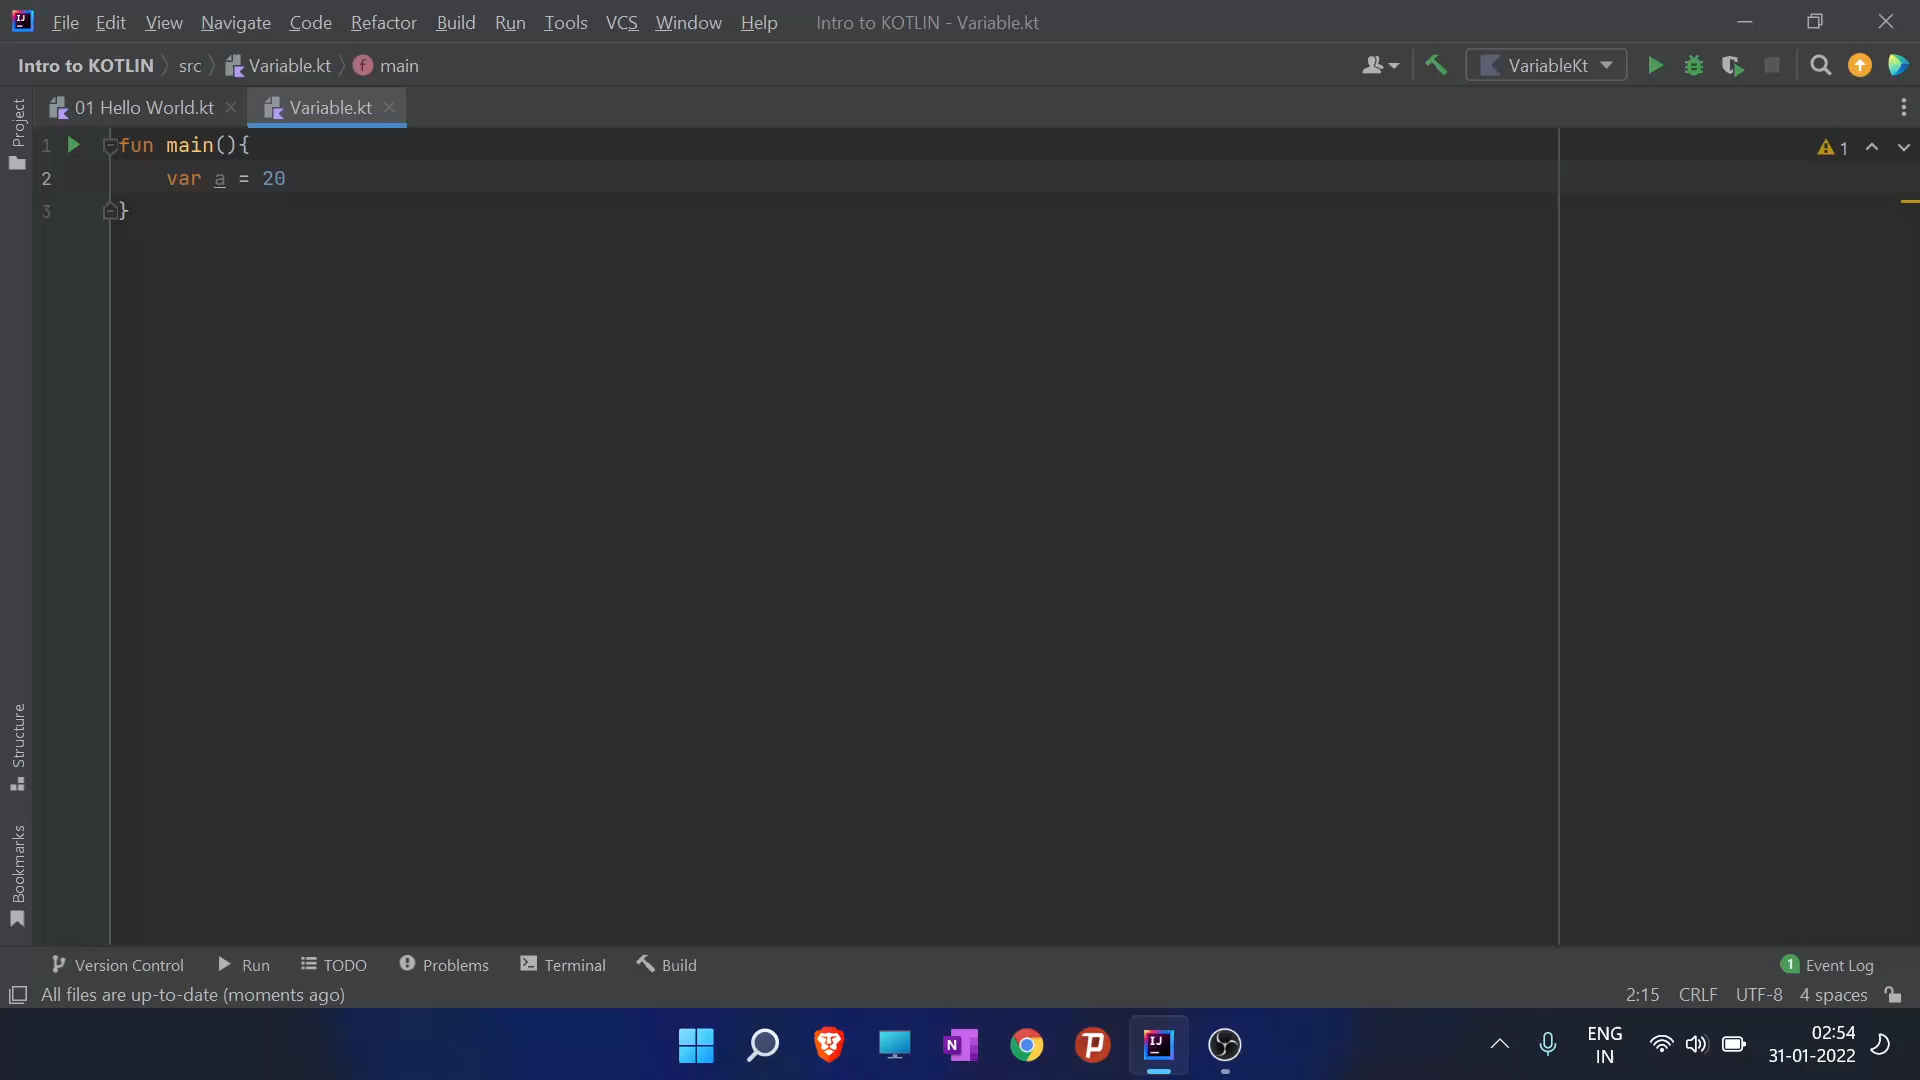 File Edit View Navigate Code Refactor Build Run Tools VCS Window Help Intro to KOTLIN - Variable.kt
Intro to KOTLIN src Variable.kt f main VariableKt
01 Hello World.kt Variable.kt
Project
1 fun main(){ 1
2 var a = 20
3 }
Structure
Bookmarks
Version Control Run TODO Problems Terminal Build 1 Event Log
All files are up-to-date (moments ago) 2:15 CRLF UTF-8 4 spaces
ENG 02:54
IN 31-01-2022